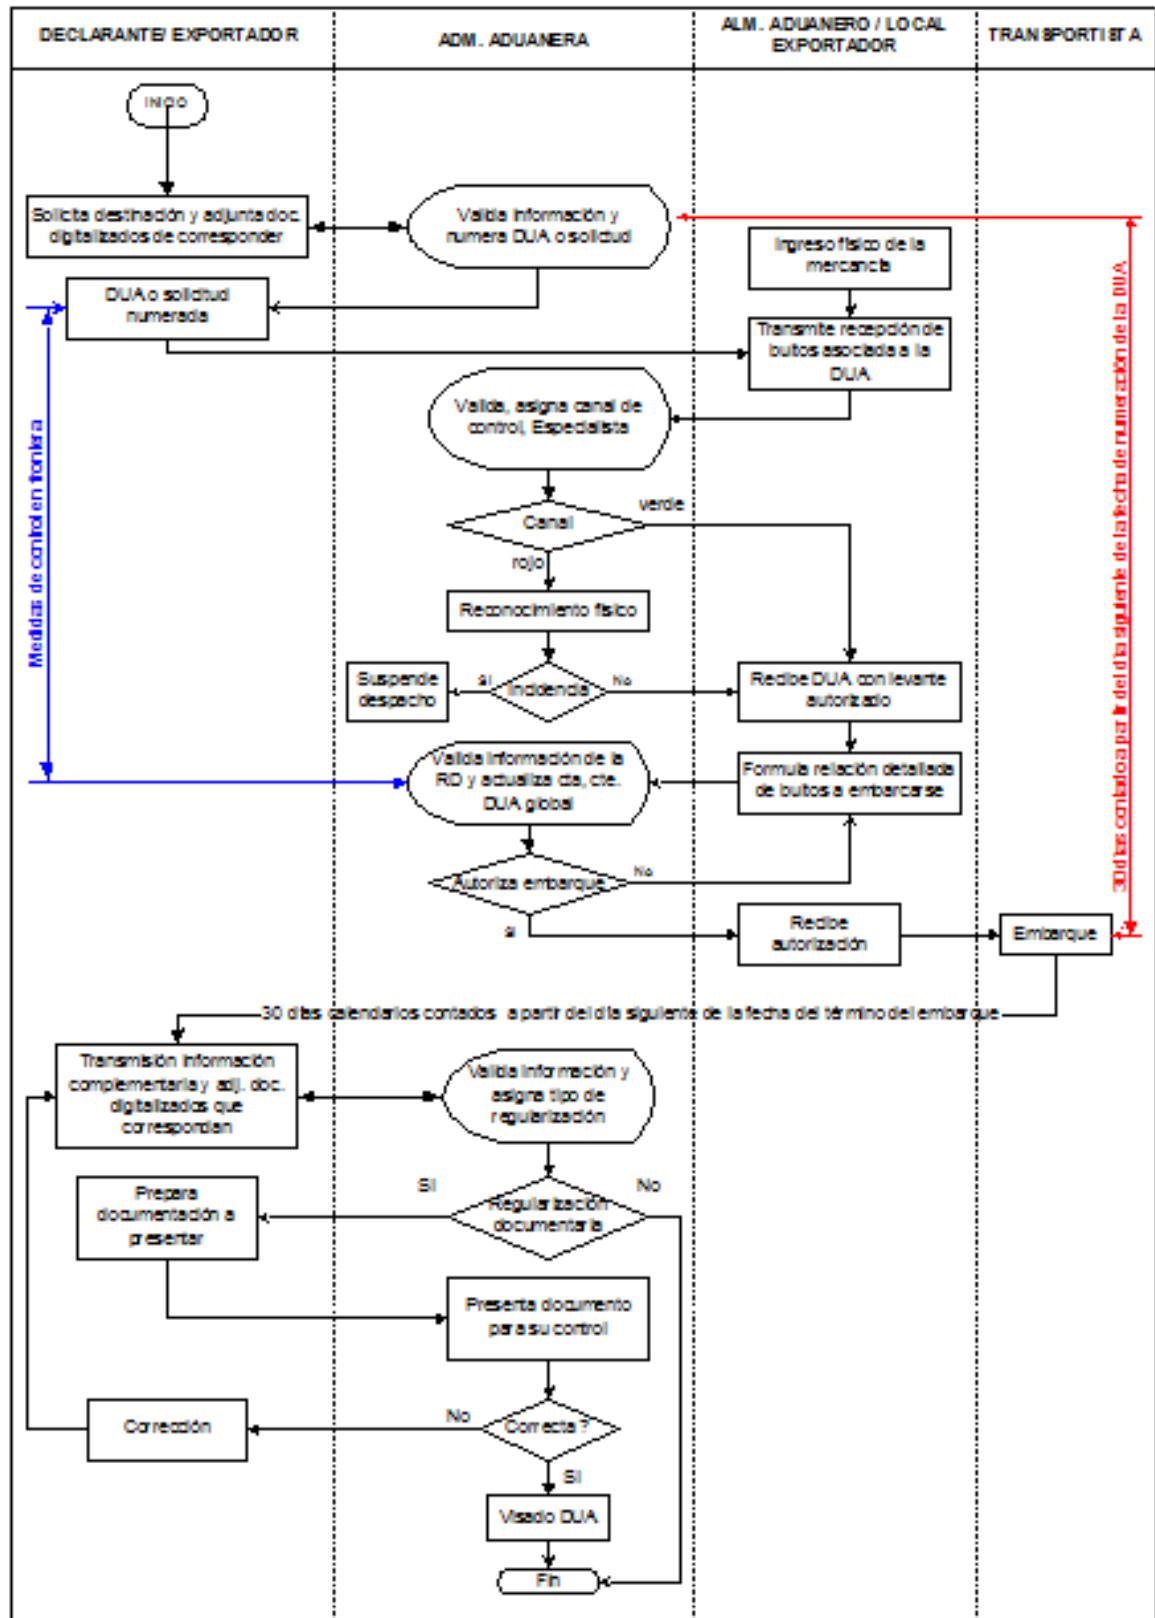 DECLARANTE/ EXPORTADOR
ADM. ADUANERA
ALM. ADUANERO / LOCAL
EXPORTADOR
TRANSPORTISTA
INICIO
Solicita destinación y adjunta doc.
digitalizados de corresponder
Valida información y
numera DUA o solicitud
Ingreso físico de la
mercancía
DUA o solicitud
numerada
Transmite recepción de
bultos asociada a la
DUA
Valida, asigna canal de
control, Especialista
Canal
verde
rojo
Reconocimiento físico
Suspende
despacho
Si
Incidencia
No
Recibe DUA con levante
autorizado
Valida información de la
RD y actualiza cta, cte.
DUA global
Formula relación detallada
de bultos a embarcarse
Autoriza embarque
No
si
Recibe
autorización
Embarque
Medidas de control en frontera
30 días contados a partir del día siguiente de la fecha de numeración de la DUA
30 días calendarios contados a partir del día siguiente de la fecha del término del embarque
Transmisión información
complementaria y adj. doc.
digitalizados que
correspondan
Valida información y
asigna tipo de
regularización
Prepara
documentación a
presentar
Si
Regularización
documentaria
No
Presenta documento
para su control
Corrección
No
Correcta ?
Si
Visado DUA
Fin